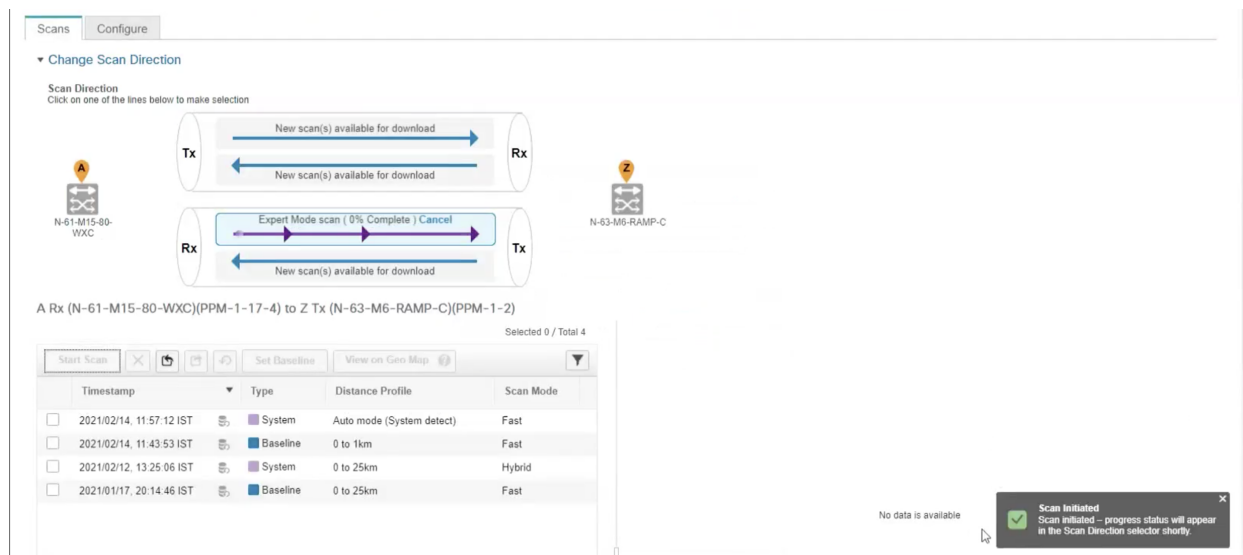 Scans
Configure
Change Scan Direction
Scan Direction
Click on one of the lines below to make selection
New scan(s) available for download
Tx
Rx
New scan(s) available for download
A
Z
N-61-M15-80-
WXC
N-63-M6-RAMP-C
Expert Mode scan ( 0% Complete ) Cancel
Rx
Tx
New scan(s) available for download
A Rx (N-61-M15-80-WXC)(PPM-1-17-4) to Z Tx (N-63-M6-RAMP-C)(PPM-1-2)
Selected 0 / Total 4
Start Scan Set Baseline View on Geo Map
Timestamp Type Distance Profile Scan Mode
2021/02/14, 11:57:12 IST System Auto mode (System detect) Fast
2021/02/14, 11:43:53 IST Baseline 0 to 1km Fast
2021/02/12, 13:25:06 IST System 0 to 25km Hybrid
2021/01/17, 20:14:46 IST Baseline 0 to 25km Fast
No data is available
Scan Initiated
Scan initiated – progress status will appear
in the Scan Direction selector shortly.